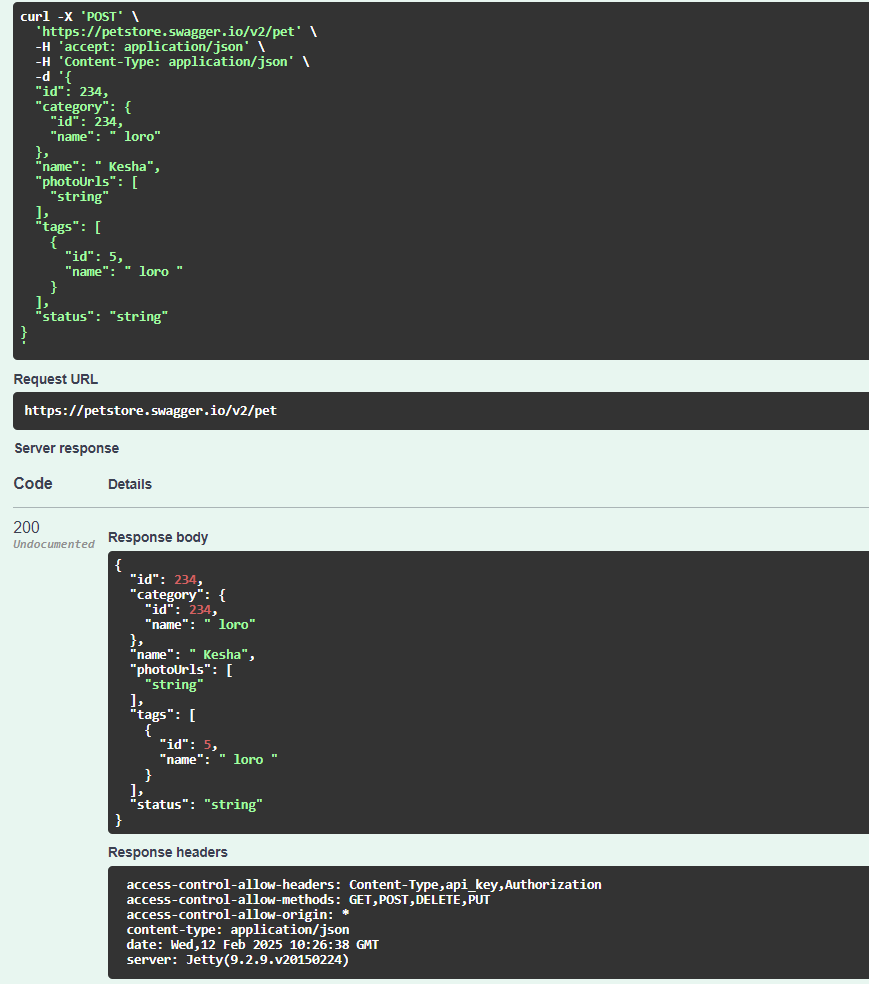 curl -X 'POST' \
  'https://petstore.swagger.io/v2/pet' \
  -H 'accept: application/json' \
  -H 'Content-Type: application/json' \
  -d '{
  "id": 234,
  "category": {
    "id": 234,
    "name": " loro"
  },
  "name": " Kesha",
  "photoUrls": [
    "string"
  ],
  "tags": [
    {
      "id": 5,
      "name": " loro "
    }
  ],
  "status": "string"
}
'
Request URL
https://petstore.swagger.io/v2/pet
Server response
Code Details
200
Undocumented
Response body
{
  "id": 234,
  "category": {
    "id": 234,
    "name": " loro"
  },
  "name": " Kesha",
  "photoUrls": [
    "string"
  ],
  "tags": [
    {
      "id": 5,
      "name": " loro "
    }
  ],
  "status": "string"
}
Response headers
access-control-allow-headers: Content-Type,api_key,Authorization
access-control-allow-methods: GET,POST,DELETE,PUT
access-control-allow-origin: *
content-type: application/json
date: Wed,12 Feb 2025 10:26:38 GMT
server: Jetty(9.2.9.v20150224)